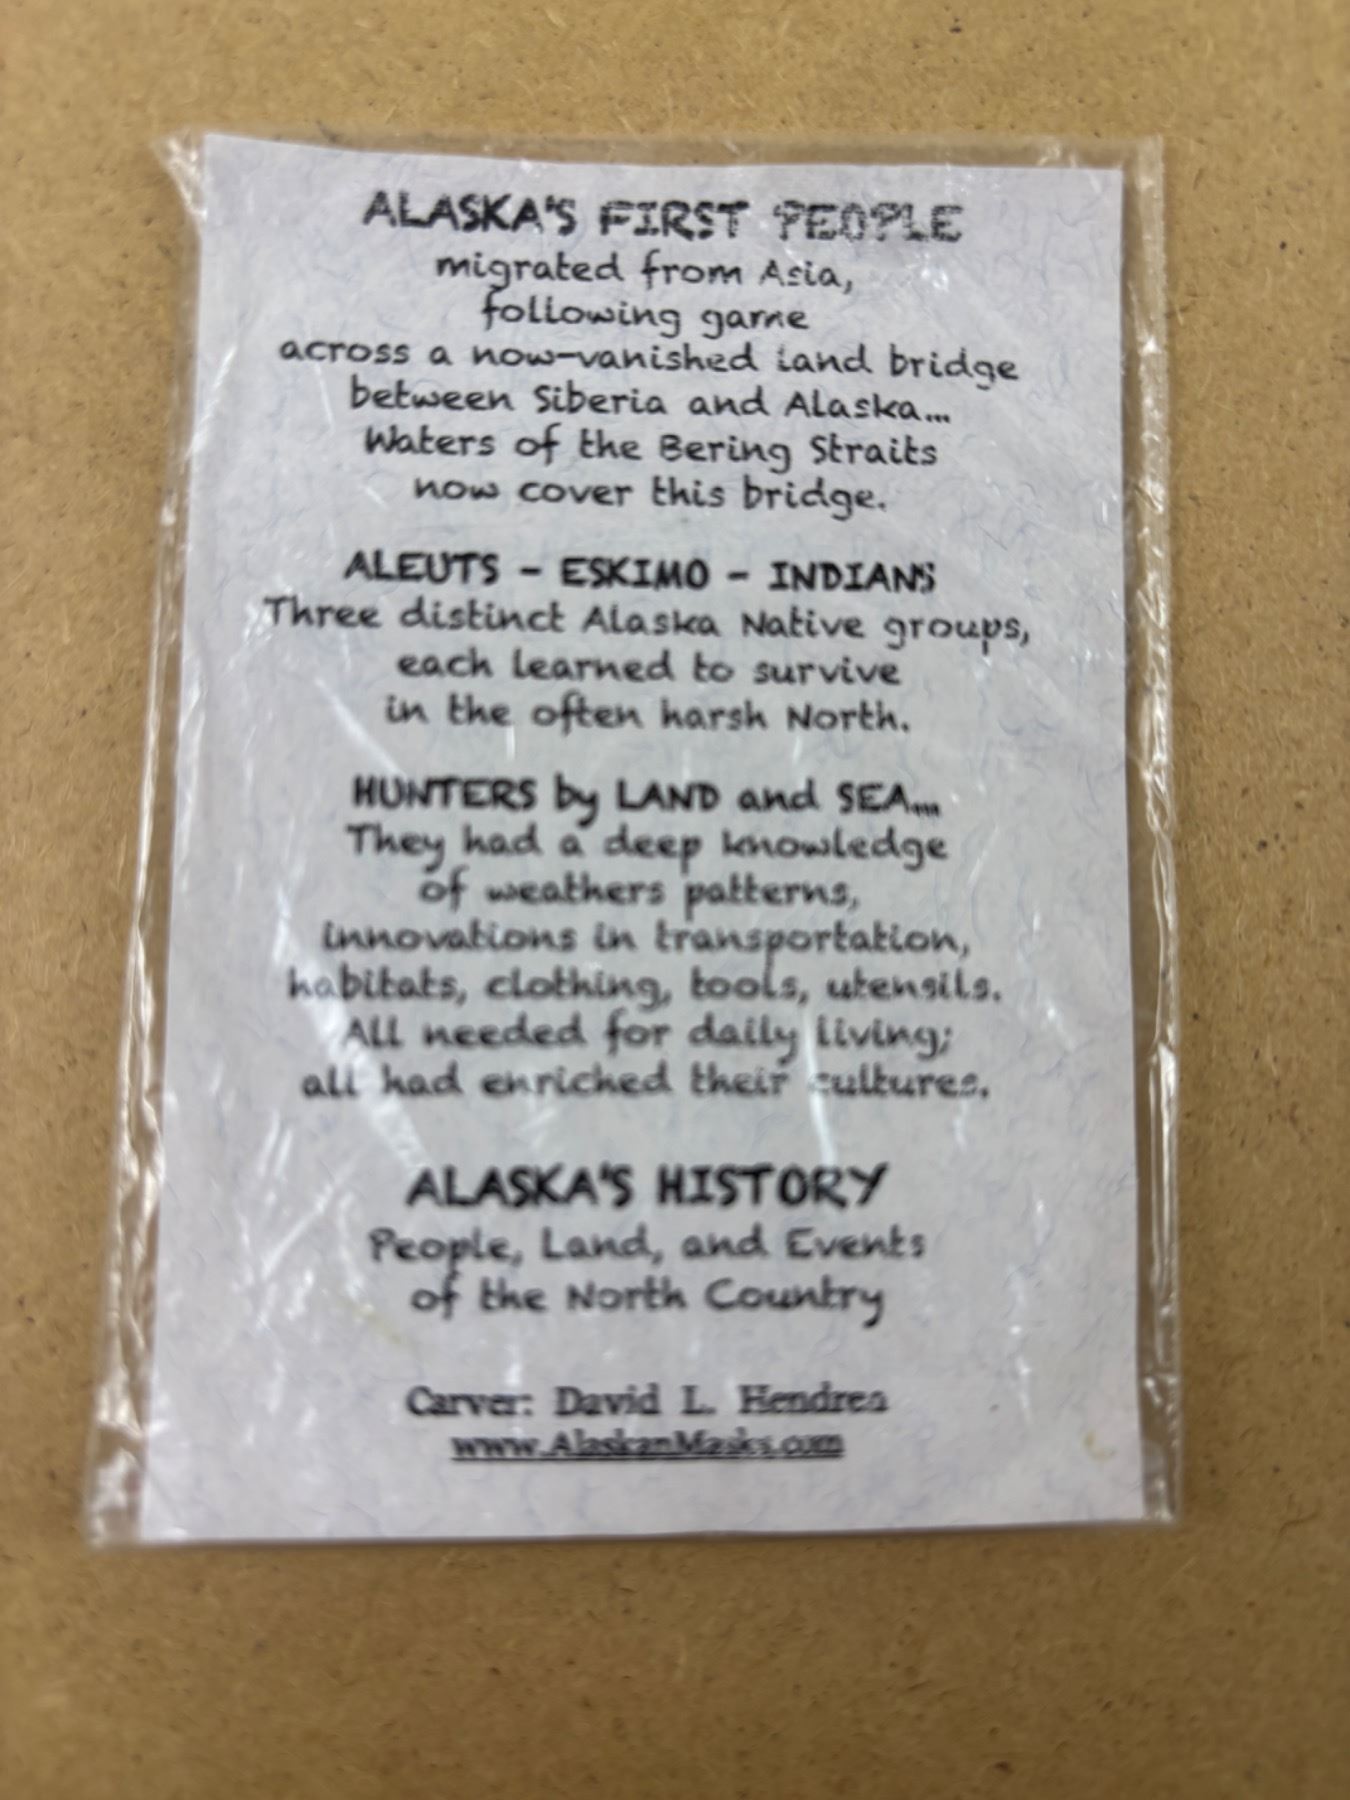 ALASKA'S FIRST PEOPLE
migrated from Asia,
following game
across a now-vanished land bridge
between Siberia and Alaska...
Waters of the Bering Straits
now cover this bridge.
ALEUTS - ESKIMO - INDIANS
Three distinct Alaska Native groups,
each learned to survive
in the often harsh North.
HUNTERS by LAND and SEA...
They had a deep knowledge
of weathers patterns,
innovations in transportation,
habitats, clothing, tools, utensils.
All needed for daily living;
all had enriched their cultures.
ALASKA'S HISTORY
People, Land, and Events
of the North Country
Carver: David L. Hendren
www.AlaskanMasks.com